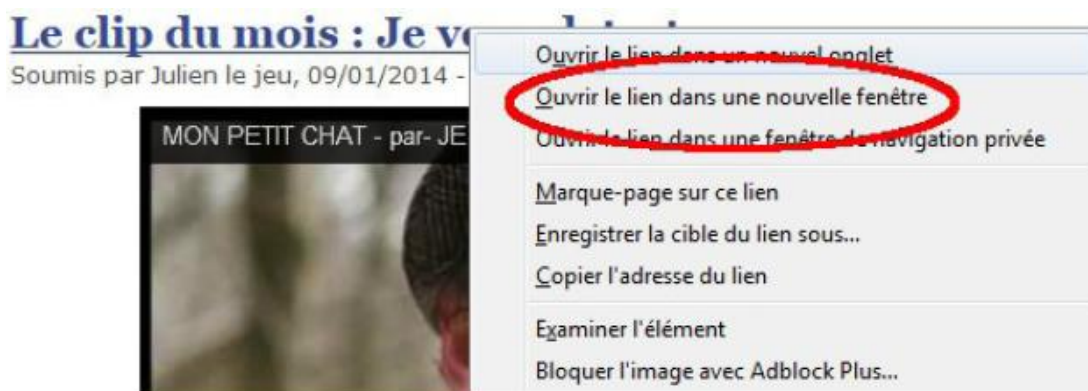 Le clip du mois : Je
Soumis par Julien le jeu, 09/01/2014 -
MON PETIT CHAT - par- JE
Ouvrir le lien dans un nouvel onglet
Ouvrir le lien dans une nouvelle fenêtre
Ouvrir le lien dans une fenêtre de navigation privée
Marque-page sur ce lien
Enregistrer la cible du lien sous...
Copier l'adresse du lien
Examiner l'élément
Bloquer l'image avec Adblock Plus...